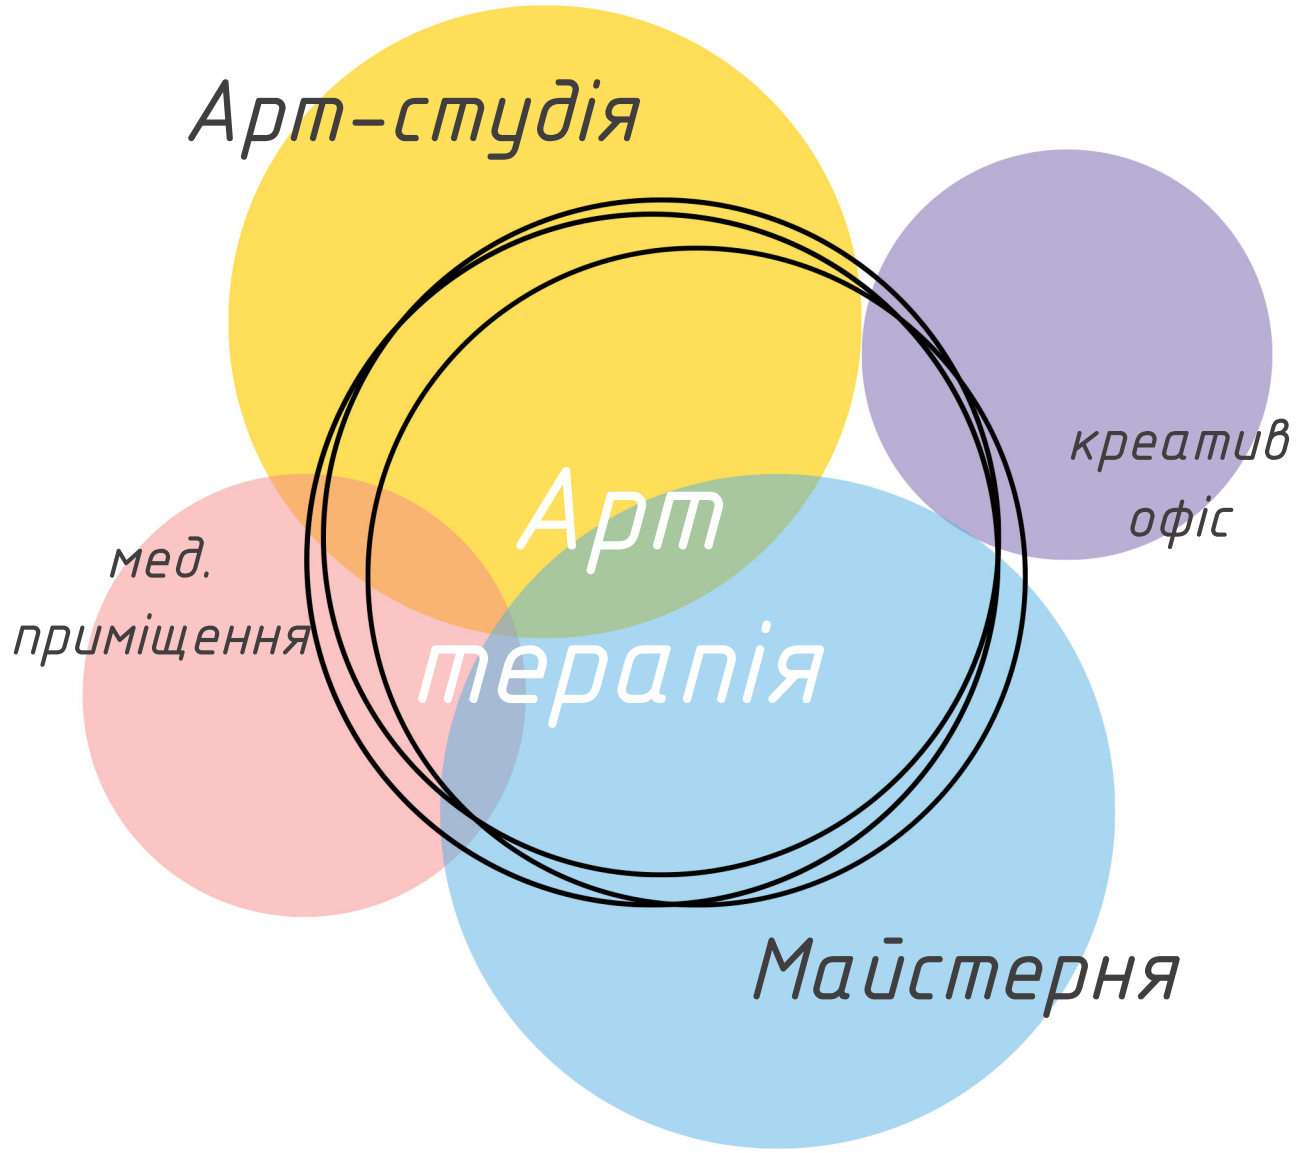 Арт-студія
креатив
офіс
Арт
терапія
мед.
приміщення
Майстерня